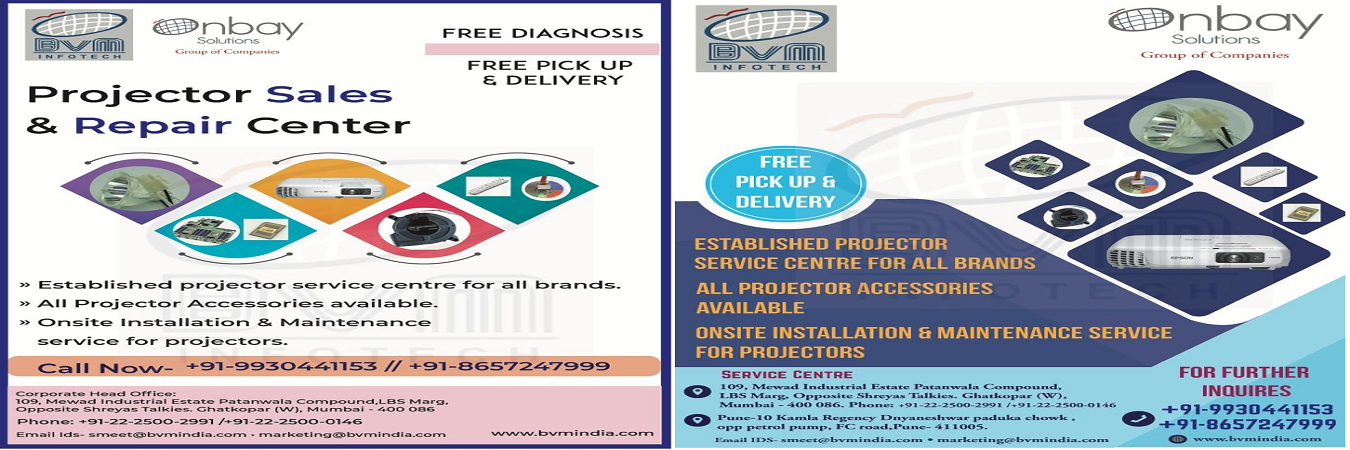 BVM
INFOTECH
Onbay
Solutions
Group of Companies
FREE DIAGNOSIS
FREE PICK UP
& DELIVERY
Projector Sales
& Repair Center
EPSON
» Established projector service centre for all brands.
» All Projector Accessories available.
» Onsite Installation & Maintenance
service for projectors.
BVM
INFOTECH
Call Now- +91-9930441153 // +91-8657247999
Corporate Head Office:
109, Mewad Industrial Estate Patanwala Compound,LBS Marg,
Opposite Shreyas Talkies. Ghatkopar (W), Mumbai - 400 086
Phone: +91-22-2500-2991 /+91-22-2500-0146
Email Ids- smeet@bvmindia.com • marketing@bvmindia.com
www.bvmindia.com
BVM
INFOTECH
Onbay
Solutions
Group of Companies
FREE
PICK UP &
DELIVERY
EPSON
ESTABLISHED PROJECTOR
SERVICE CENTRE FOR ALL BRANDS
ALL PROJECTOR ACCESSORIES
AVAILABLE
ONSITE INSTALLATION & MAINTENANCE SERVICE
FOR PROJECTORS
BVM
INFOTECH
SERVICE CENTRE
109, Mewad Industrial Estate Patanwala Compound,
LBS Marg, Opposite Shreyas Talkies. Ghatkopar (W),
Mumbai - 400 086. Phone: +91-22-2500-2991 /+91-22-2500-0146
Pune-10 Kamla Regency Dnyaneshwar paduka chowk ,
opp petrol pump, FC road,Pune- 411005.
Email IDS- smeet@bvmindia.com • marketing@bvmindia.com
FOR FURTHER
INQUIRES
+91-9930441153
+91-8657247999
www.bvmindia.com